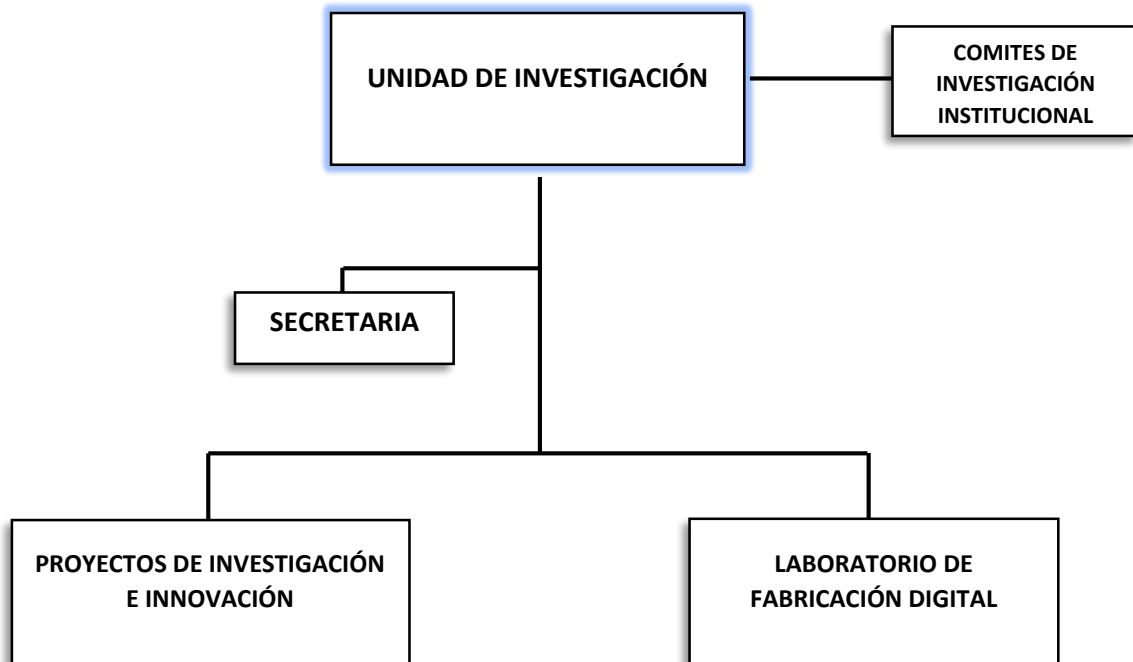 UNIDAD DE INVESTIGACIÓN
COMITES DE
INVESTIGACIÓN
INSTITUCIONAL
SECRETARIA
PROYECTOS DE INVESTIGACIÓN
E INNOVACIÓN
LABORATORIO DE
FABRICACIÓN DIGITAL